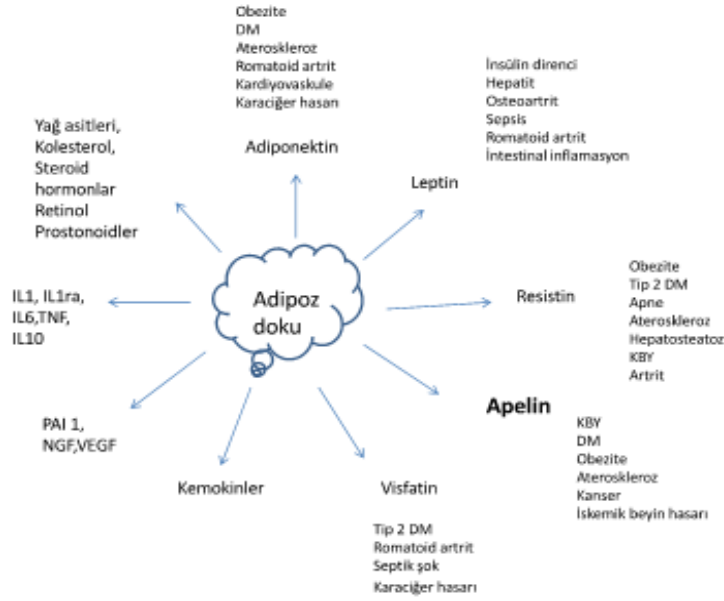 Obezite
DM
Ateroskleroz
Romatoid artrit
Kardiyovaskule
Karaciğer hasarı
Adiponektin
İnsülin direnci
Hepatit
Osteoartrit
Sepsis
Romatoid artrit
İntestinal inflamasyon
Leptin
Yağ asitleri,
Kolesterol,
Steroid
hormonlar
Retinol
Prostonoidler
Adipoz
doku
IL1, IL1ra,
IL6,TNF,
IL10
Resistin
Obezite
Tip 2 DM
Apne
Ateroskleroz
Hepatosteatoz
KBY
Artrit
Apelin
KBY
DM
Obezite
Ateroskleroz
Kanser
İskemik beyin hasarı
PAI 1,
NGF,VEGF
Kemokinler
Visfatin
Tip 2 DM
Romatoid artrit
Septik şok
Karaciğer hasarı